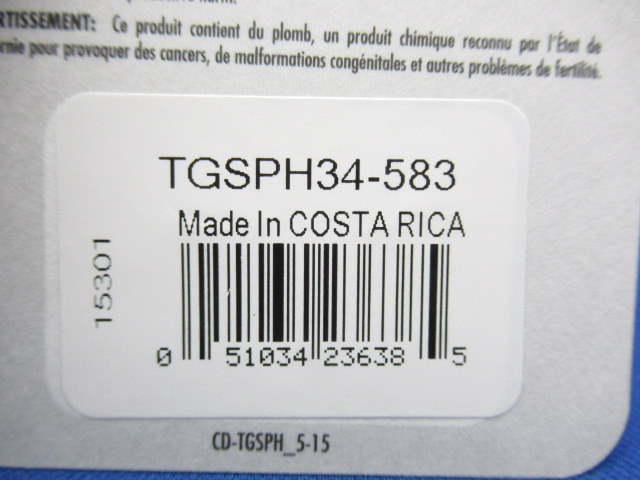 RTISSEMENT: Ce produit contient du plomb, un produit chimique reconnu par l'État de
rnie pour provoquer des cancers, de malformations congénitales et autres problèmes de fertilité.
TGSPH34-583
Made In COSTA RICA
15301
0 51034 23638 5
CD-TGSPH_5-15